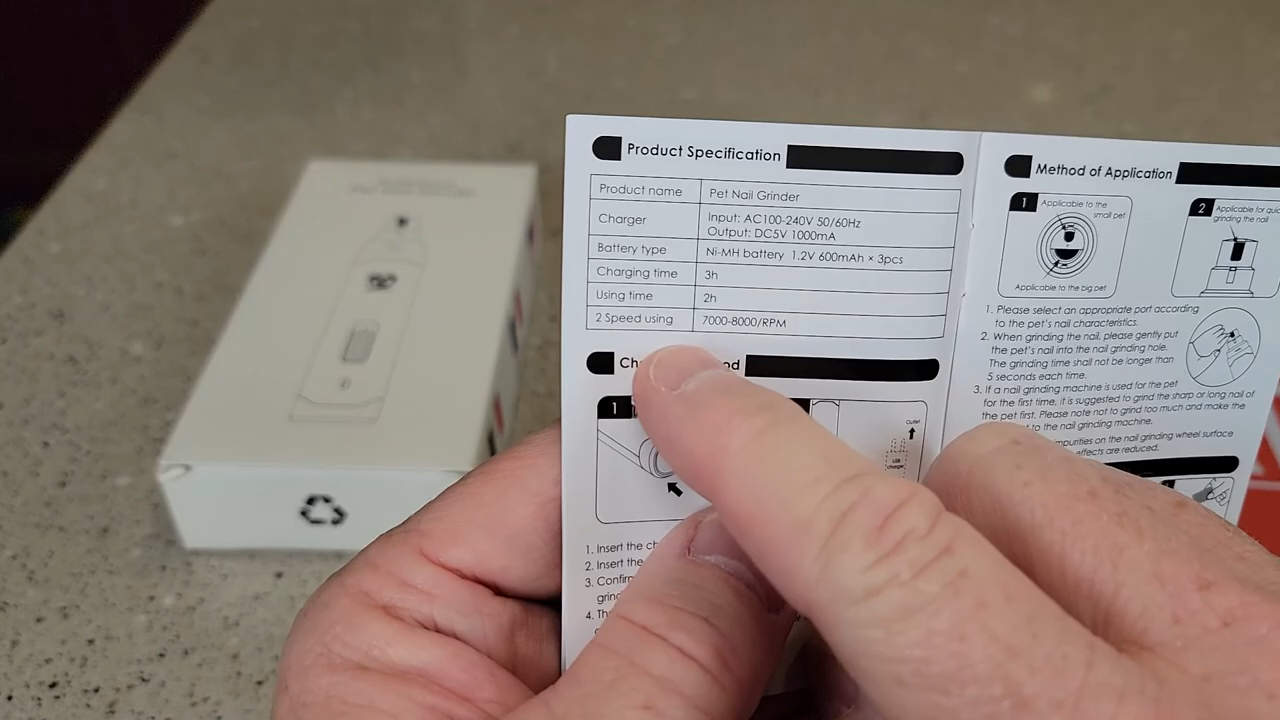 Product Specification
Product name Pet Nail Grinder
Charger Input: AC100-240V 50/60Hz
Output: DC5V 1000mA
Battery type Ni-MH battery 1.2V 600mAh × 3pcs
Charging time 3h
Using time 2h
2 Speed using 7000-8000/RPM
1
Outlet
USB
charger
1. Insert the
2. Insert the
3.
4.
Method of Application
1 Applicable to the
small pet
Applicable to the big pet
2 Applicable for
grinding the nail
1. Please select an appropriate port according
to the pet's nail characteristics.
2. When grinding the nail, please gently put
the pet's nail into the nail grinding hole.
The grinding time shall not be longer than
5 seconds each time.
3. If a nail grinding machine is used for the pet
for the first time, it is suggested to grind the sharp or long nail of
the pet first. Please note not to grind too much and make the
to the nail grinding machine.
on the nail grinding wheel surface
are reduced.